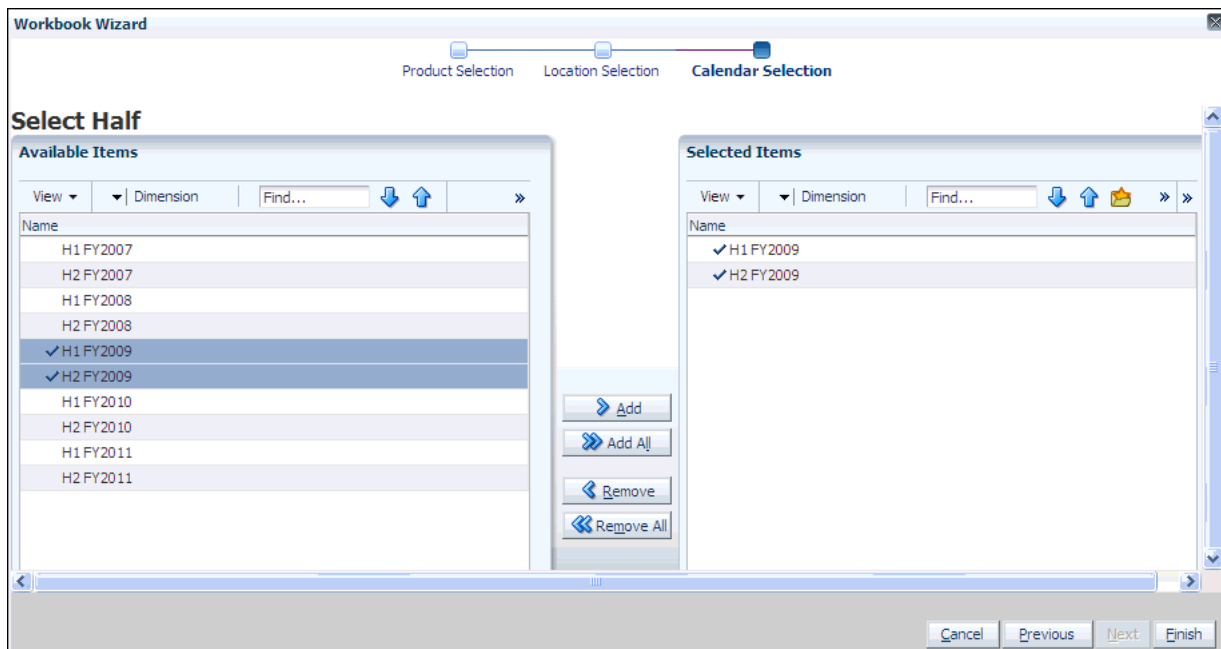 Workbook Wizard
Product Selection Location Selection Calendar Selection
Select Half
Available Items
View Dimension Find... »
Name
H1 FY2007
H2 FY2007
H1 FY2008
H2 FY2008
H1 FY2009
H2 FY2009
H1 FY2010
H2 FY2010
H1 FY2011
H2 FY2011
Add
Add All
Remove
Remove All
Selected Items
View Dimension Find... » »
Name
H1 FY2009
H2 FY2009
Cancel Previous Next Finish